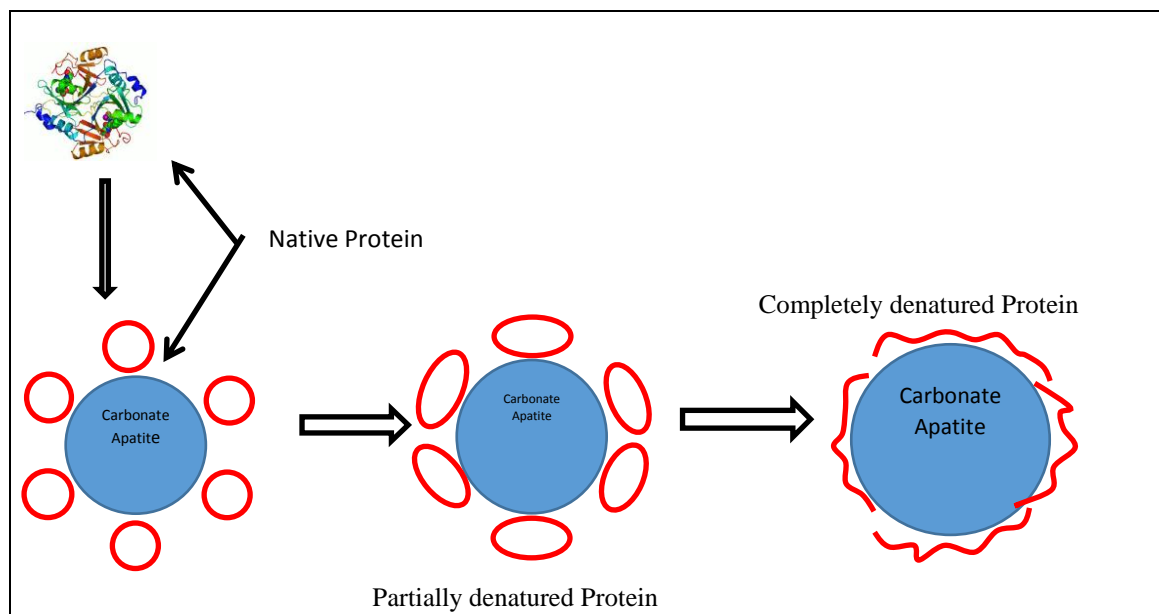 Native Protein
Completely denatured Protein
Carbonate
Apatite
Carbonate
Apatite
Carbonate
Apatite
Partially denatured Protein